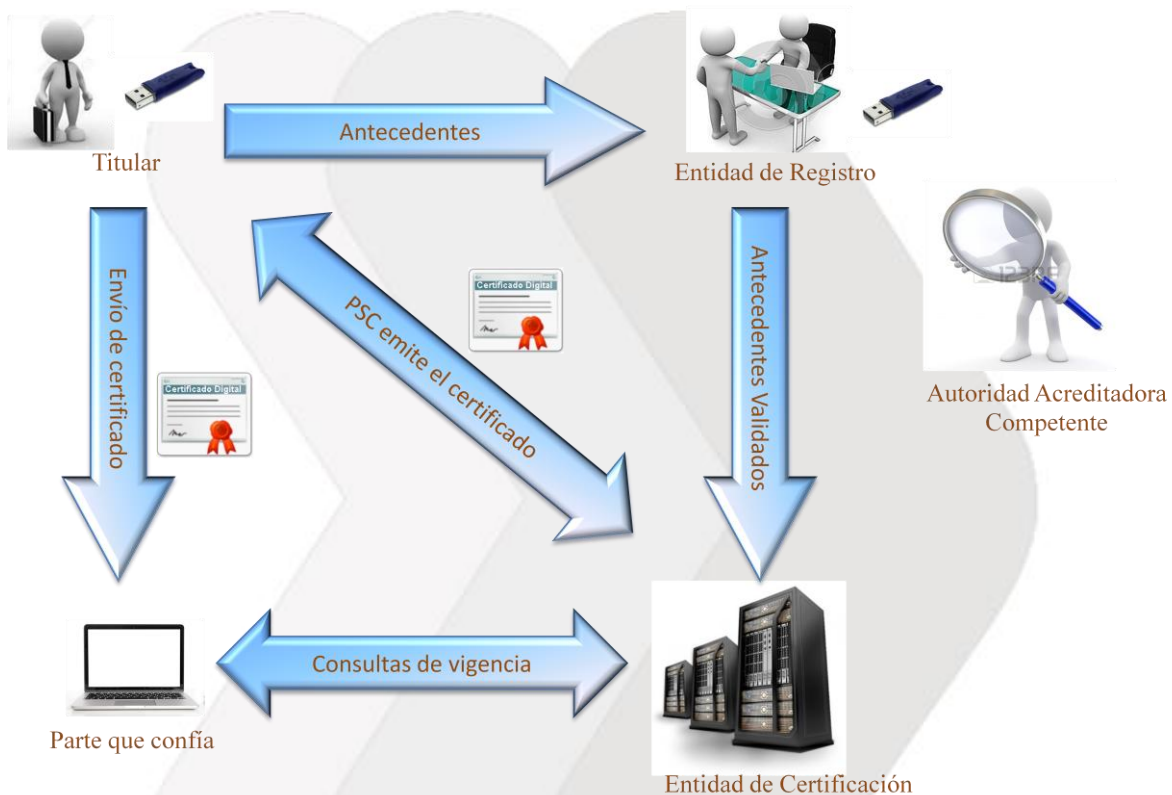 Titular
Antecedentes
Entidad de Registro
Envío de certificado
Certificado Digital
PSC emite el certificado
Certificado Digital
Antecedentes Validados
123RF
Autoridad Acreditadora
Competente
Parte que confía
Consultas de vigencia
Entidad de Certificación